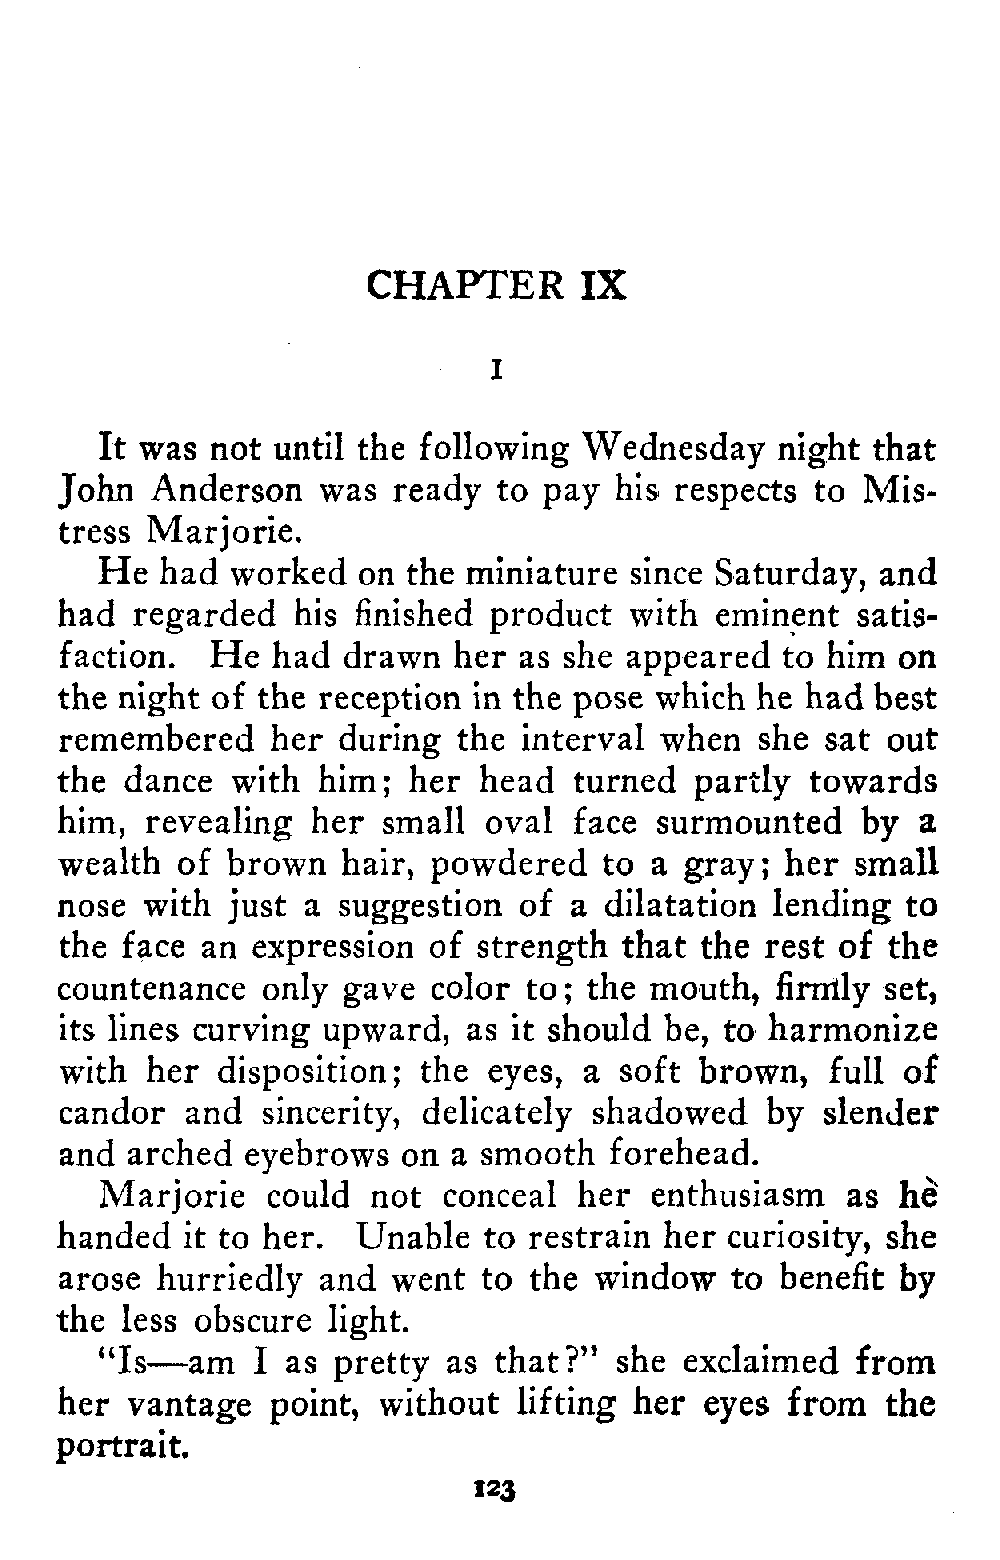 CHAPTER IX
I
It was not until the following Wednesday night that
John Anderson was ready to pay his respects to Mis-
tress Marjorie.
He had worked on the miniature since Saturday, and
had regarded his finished product with eminent satis-
faction. He had drawn her as she appeared to him on
the night of the reception in the pose which he had best
remembered her during the interval when she sat out
the dance with him; her head turned partly towards
him, revealing her small oval face surmounted by a
wealth of brown hair, powdered to a gray; her small
nose with just a suggestion of a dilatation lending to
the face an expression of strength that the rest of the
countenance only gave color to; the mouth, firmly set,
its lines curving upward, as it should be, to harmonize
with her disposition; the eyes, a soft brown, full of
candor and sincerity, delicately shadowed by slender
and arched eyebrows on a smooth forehead.
Marjorie could not conceal her enthusiasm as he
handed it to her. Unable to restrain her curiosity, she
arose hurriedly and went to the window to benefit by
the less obscure light.
"Is—am I as pretty as that?" she exclaimed from
her vantage point, without lifting her eyes from the
portrait.
123